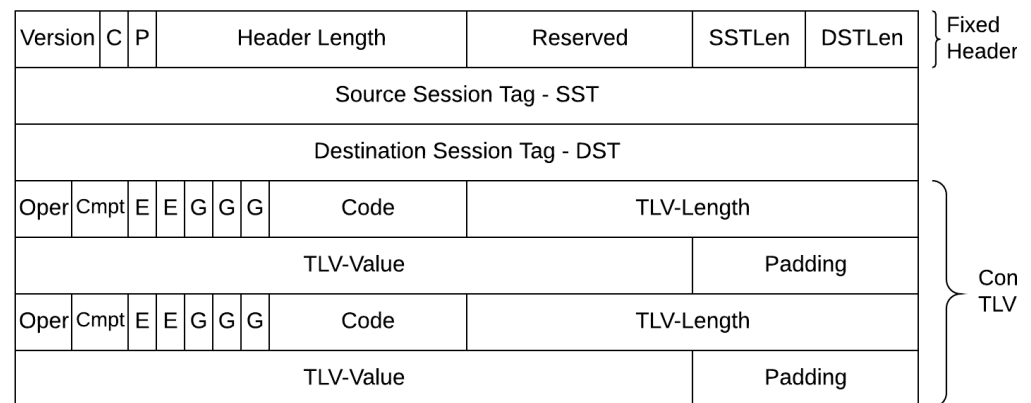 Version C P Header Length Reserved SSTLen DSTLen
Fixed
Header
Source Session Tag - SST
Destination Session Tag - DST
Oper Cmpt E E G G G Code TLV-Length
TLV-Value Padding
Con
TLV
Oper Cmpt E E G G G Code TLV-Length
TLV-Value Padding